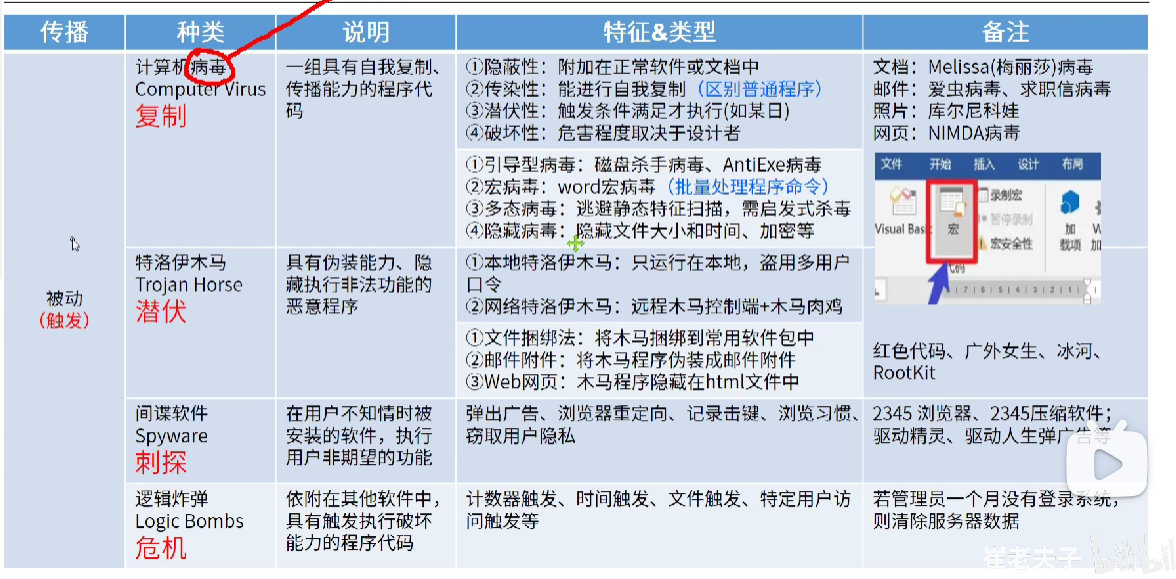 传播
种类
说明
特征&类型
备注
被动
(触发)
计算机病毒
Computer Virus
复制
一组具有自我复制、
传播能力的程序代
码
①隐蔽性：附加在正常软件或文档中
②传染性：能进行自我复制（区别普通程序）
③潜伏性：触发条件满足才执行(如某日)
④破坏性：危害程度取决于设计者
①引导型病毒：磁盘杀手病毒、AntiExe病毒
②宏病毒：word宏病毒（批量处理程序命令）
③多态病毒：逃避静态特征扫描，需启发式杀毒
④隐藏病毒：隐藏文件大小和时间、加密等
文档：Melissa(梅丽莎)病毒
邮件：爱虫病毒、求职信病毒
照片：库尔尼科娃
网页：NIMDA病毒
文件 开始 插入 设计 布局
Visual Bas
宏
录制宏
暂停录制
宏安全性
代码
加
载项
加
特洛伊木马
Trojan Horse
潜伏
具有伪装能力、隐
藏执行非法功能的
恶意程序
①本地特洛伊木马：只运行在本地，盗用多用户
口令
②网络特洛伊木马：远程木马控制端+木马肉鸡
①文件捆绑法：将木马捆绑到常用软件包中
②邮件附件：将木马程序伪装成邮件附件
③Web网页：木马程序隐藏在html文件中
红色代码、广外女生、冰河、
RootKit
间谍软件
Spyware
刺探
在用户不知情时被
安装的软件，执行
用户非期望的功能
弹出广告、浏览器重定向、记录击键、浏览习惯、
窃取用户隐私
2345 浏览器、2345压缩软件；
驱动精灵、驱动人生弹广告等
逻辑炸弹
Logic Bombs
危机
依附在其他软件中，
具有触发执行破坏
能力的程序代码
计数器触发、时间触发、文件触发、特定用户访
问触发等
若管理员一个月没有登录系统，
则清除服务器数据
崔老夫子 bilibili